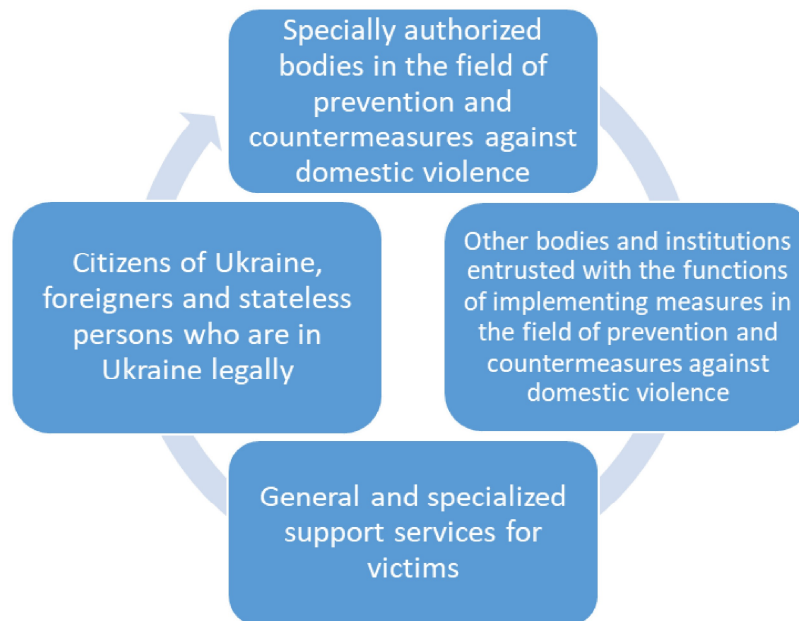 Specially authorized
bodies in the field of
prevention and
countermeasures against
domestic violence
Other bodies and institutions
entrusted with the functions
of implementing measures in
the field of prevention and
countermeasures against
domestic violence
General and specialized
support services for
victims
Citizens of Ukraine,
foreigners and stateless
persons who are in
Ukraine legally